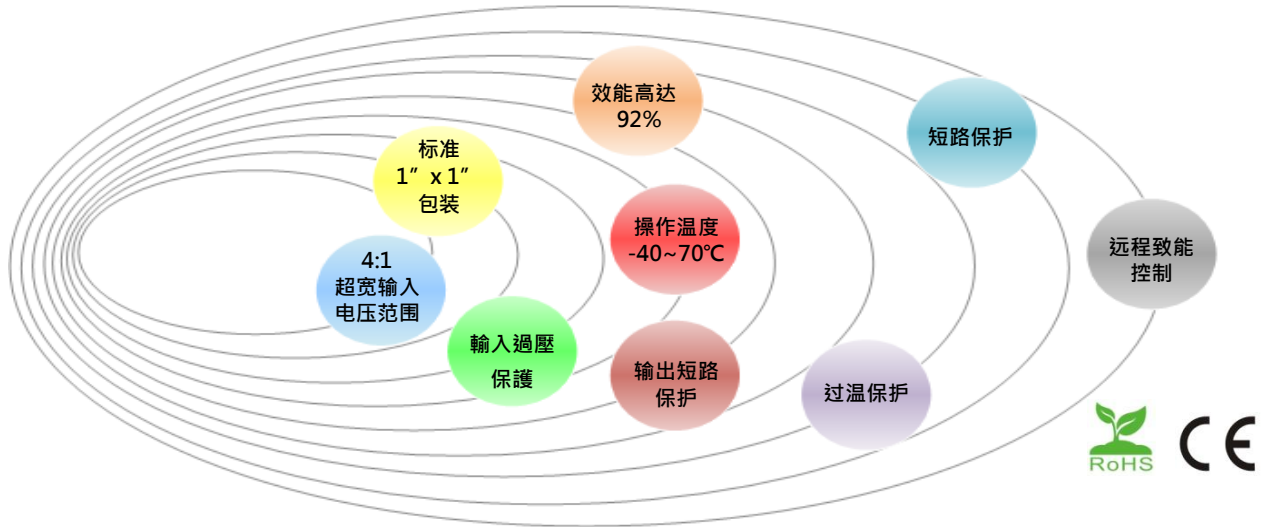 效能高达
92%
短路保护
标准
1” x 1”
包装
操作温度
-40~70℃
远程致能
控制
4:1
超宽输入
电压范围
輸入過壓
保護
输出短路
保护
过温保护
RoHS
CE